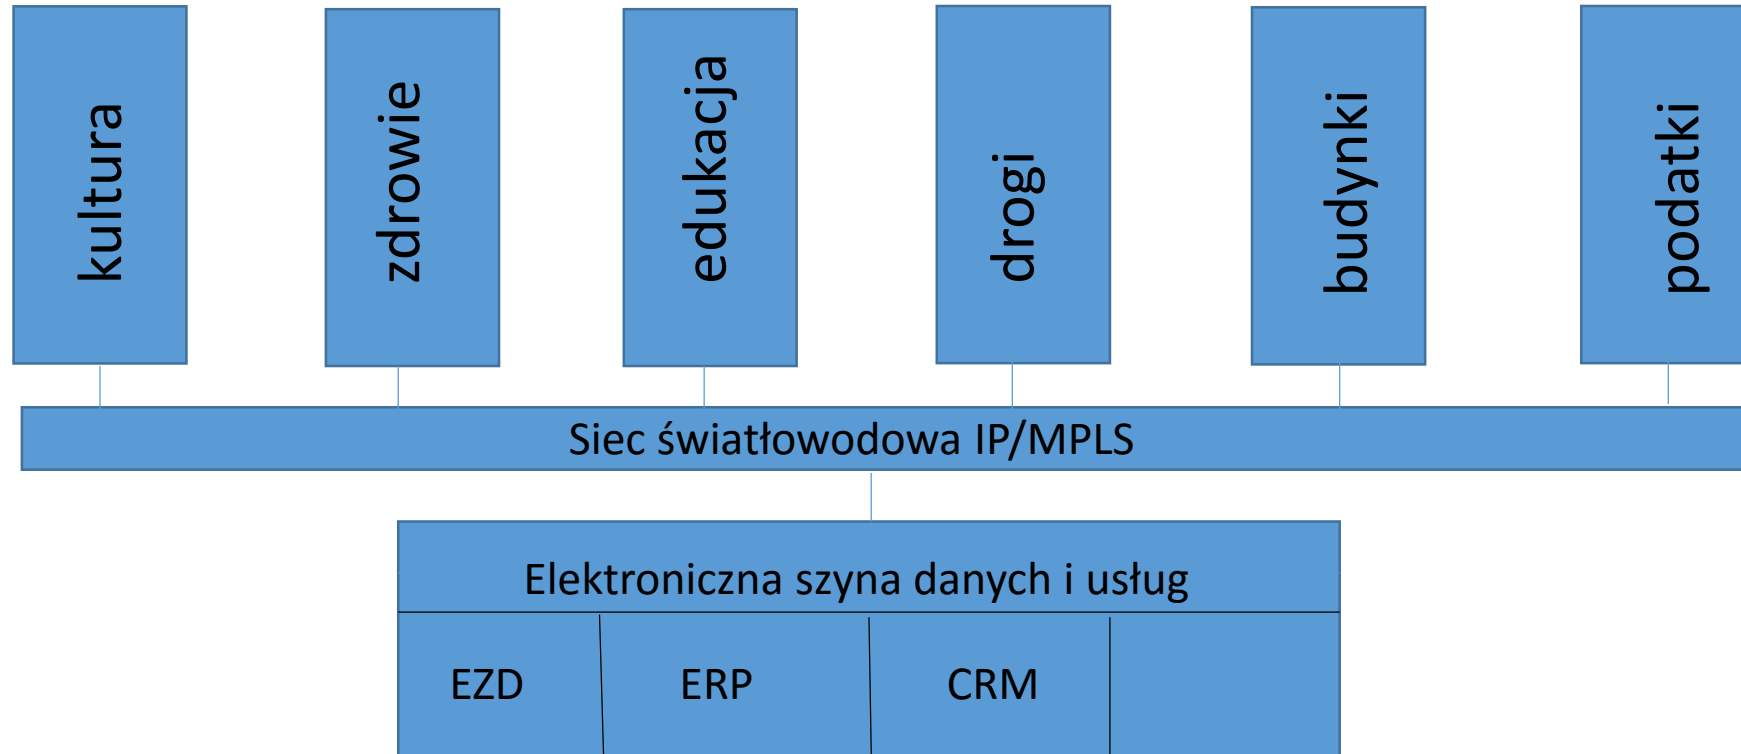 kultura
zdrowie
edukacja
drogi
budynki
podatki
Siec światłowodowa IP/MPLS
Elektroniczna szyna danych i usług
EZD
ERP
CRM